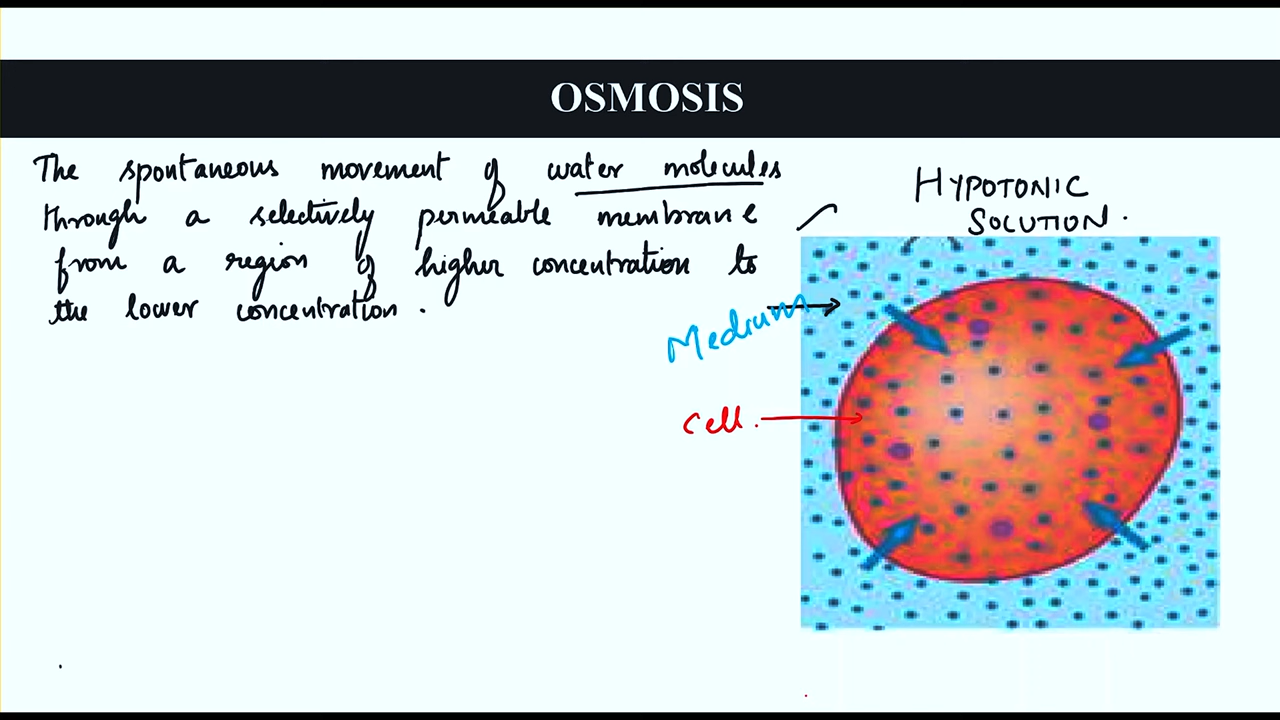 OSMOSIS
The spontaneous movement of water molecules
through a selectively permeable membrane
from a region of higher concentration to
the lower concentration.
HYPOTONIC
SOLUTION.
Medium
Cell.